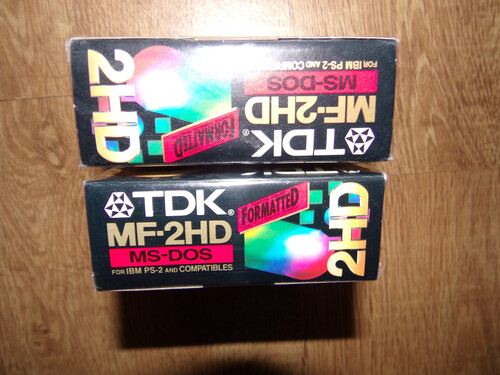 2HD
FORMATTED
FOR IBM PS-2 AND COMPATI
MS-DOS
MF-2HD
TDK®
TDK®
MF-2HD
MS-DOS
FOR IBM PS-2 AND COMPATIBLES
FORMATTED
2HD